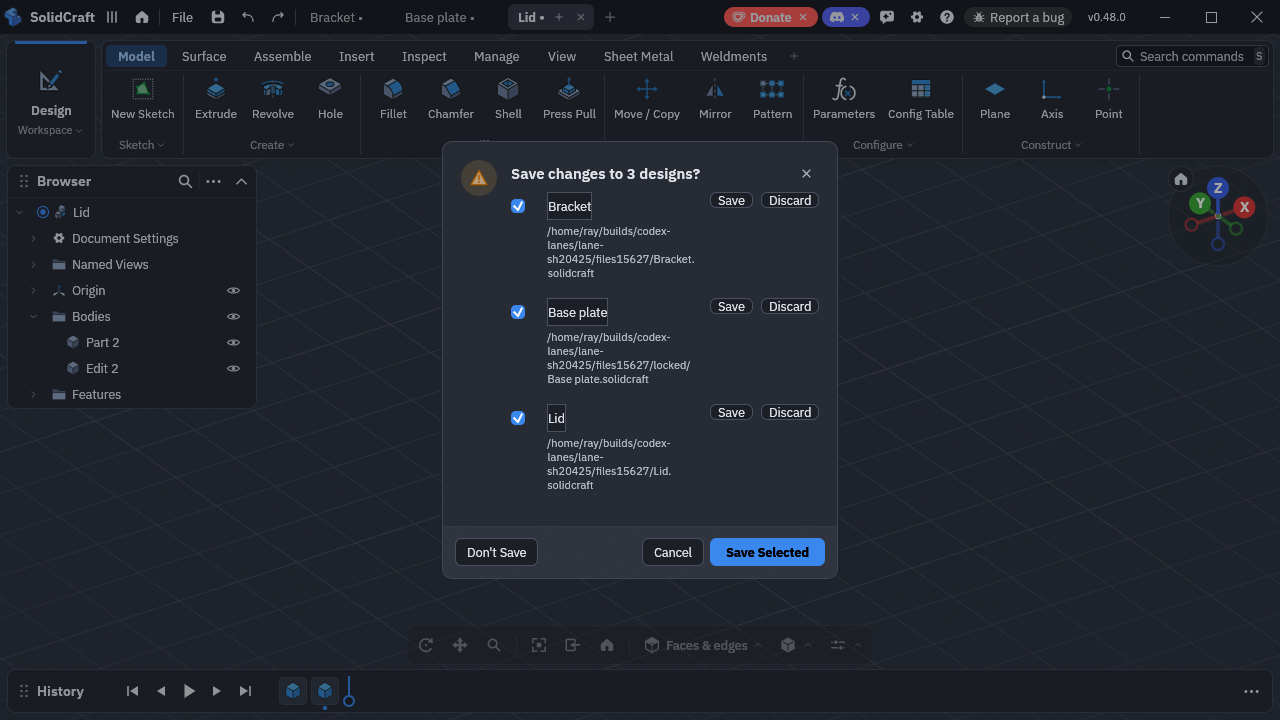 SolidCraft File Bracket • Base plate • Lid • Donate Report a bug v0.48.0
Model Surface Assemble Insert Inspect Manage View Sheet Metal Weldments Search commands S
Design
Workspace
New Sketch Extrude Revolve Hole Fillet Chamfer Shell Press Pull Move / Copy Mirror Pattern Parameters Config Table Plane Axis Point
Sketch Create Configure Construct
Browser
Lid
Document Settings
Named Views
Origin
Bodies
Part 2
Edit 2
Features
Save changes to 3 designs?
Bracket Save Discard
/home/ray/builds/codex-
lanes/lane-
sh20425/files15627/Bracket.
solidcraft
Base plate Save Discard
/home/ray/builds/codex-
lanes/lane-
sh20425/files15627/locked/
Base plate.solidcraft
Lid Save Discard
/home/ray/builds/codex-
lanes/lane-
sh20425/files15627/Lid.
solidcraft
Don't Save Cancel Save Selected
Z
Y
X
Faces & edges
History